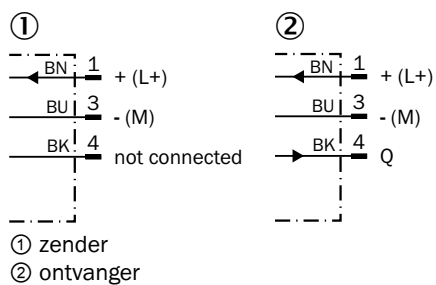 ① ②
BN 1 + (L+)
BU 3 - (M)
BK 4 not connected
BN 1 + (L+)
BU 3 - (M)
BK 4 Q
① zender
② ontvanger